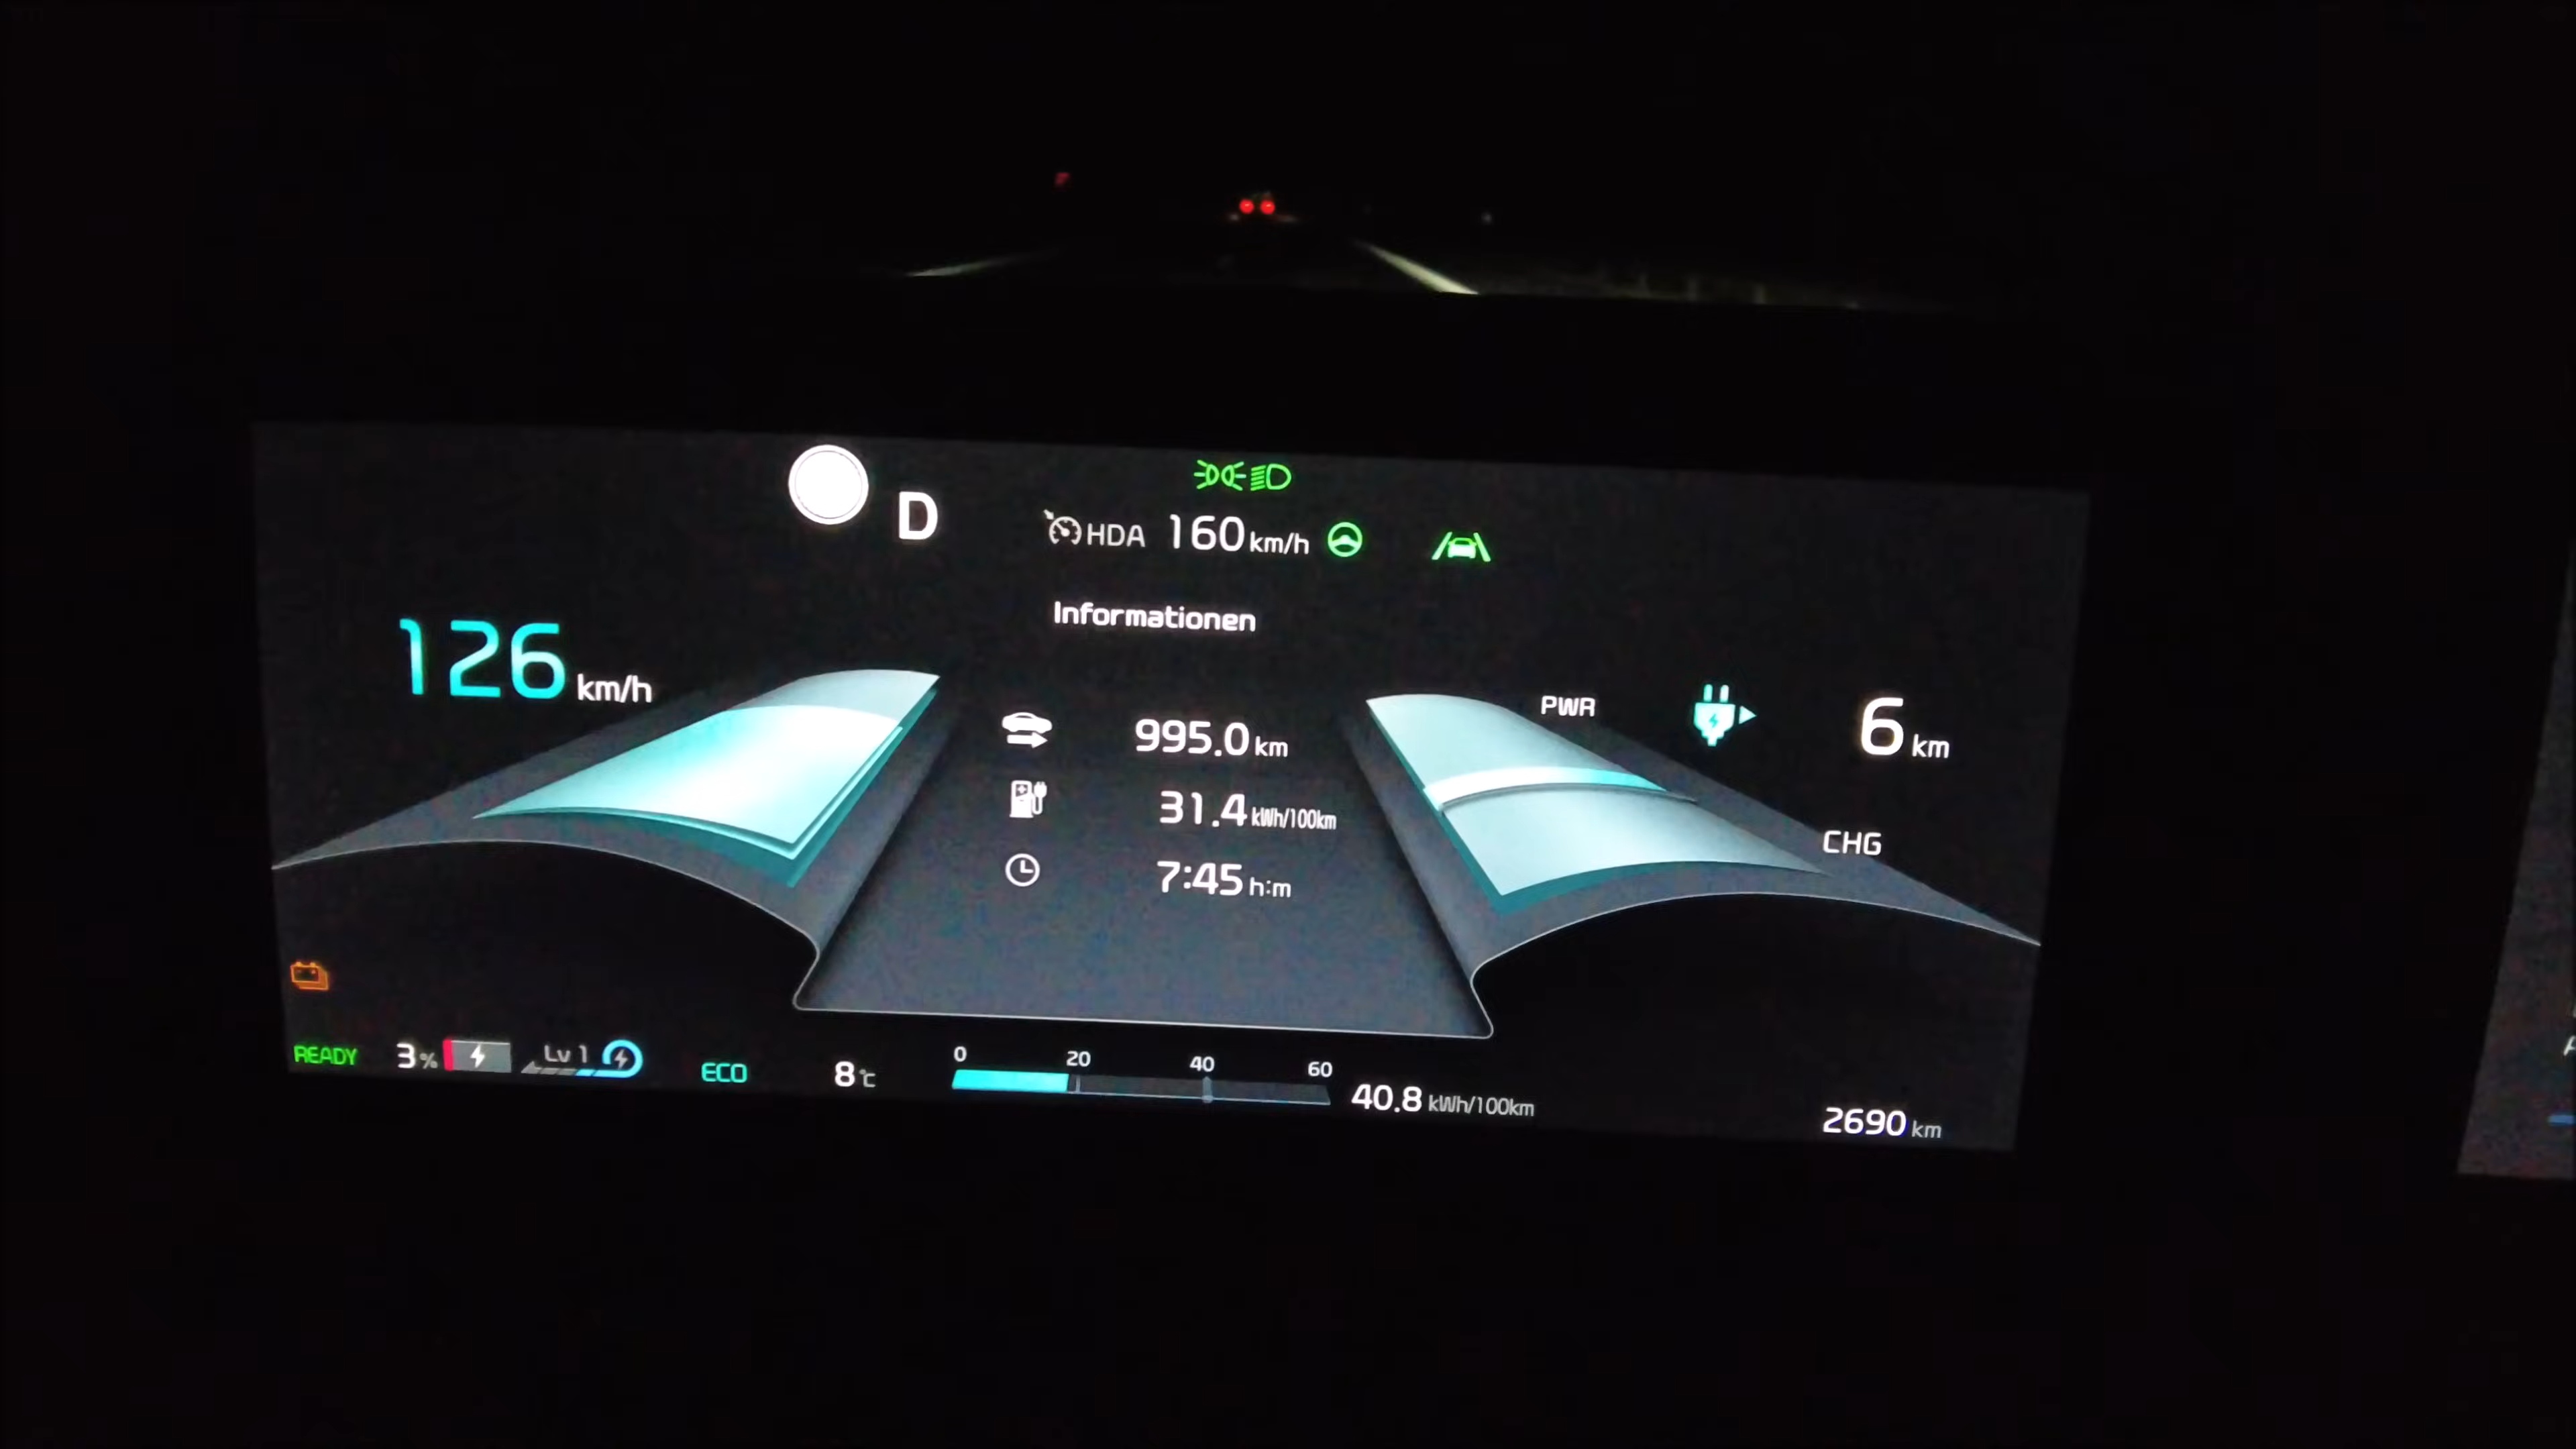 D
HDA 160 km/h
Informationen
126 km/h
995.0 km
31.4 kWh/100km
7:45 h:m
PWR
6 km
CHG
READY 3% Lv 1 ECO 8°C
0 20 40 60
40.8 kWh/100km
2690 km